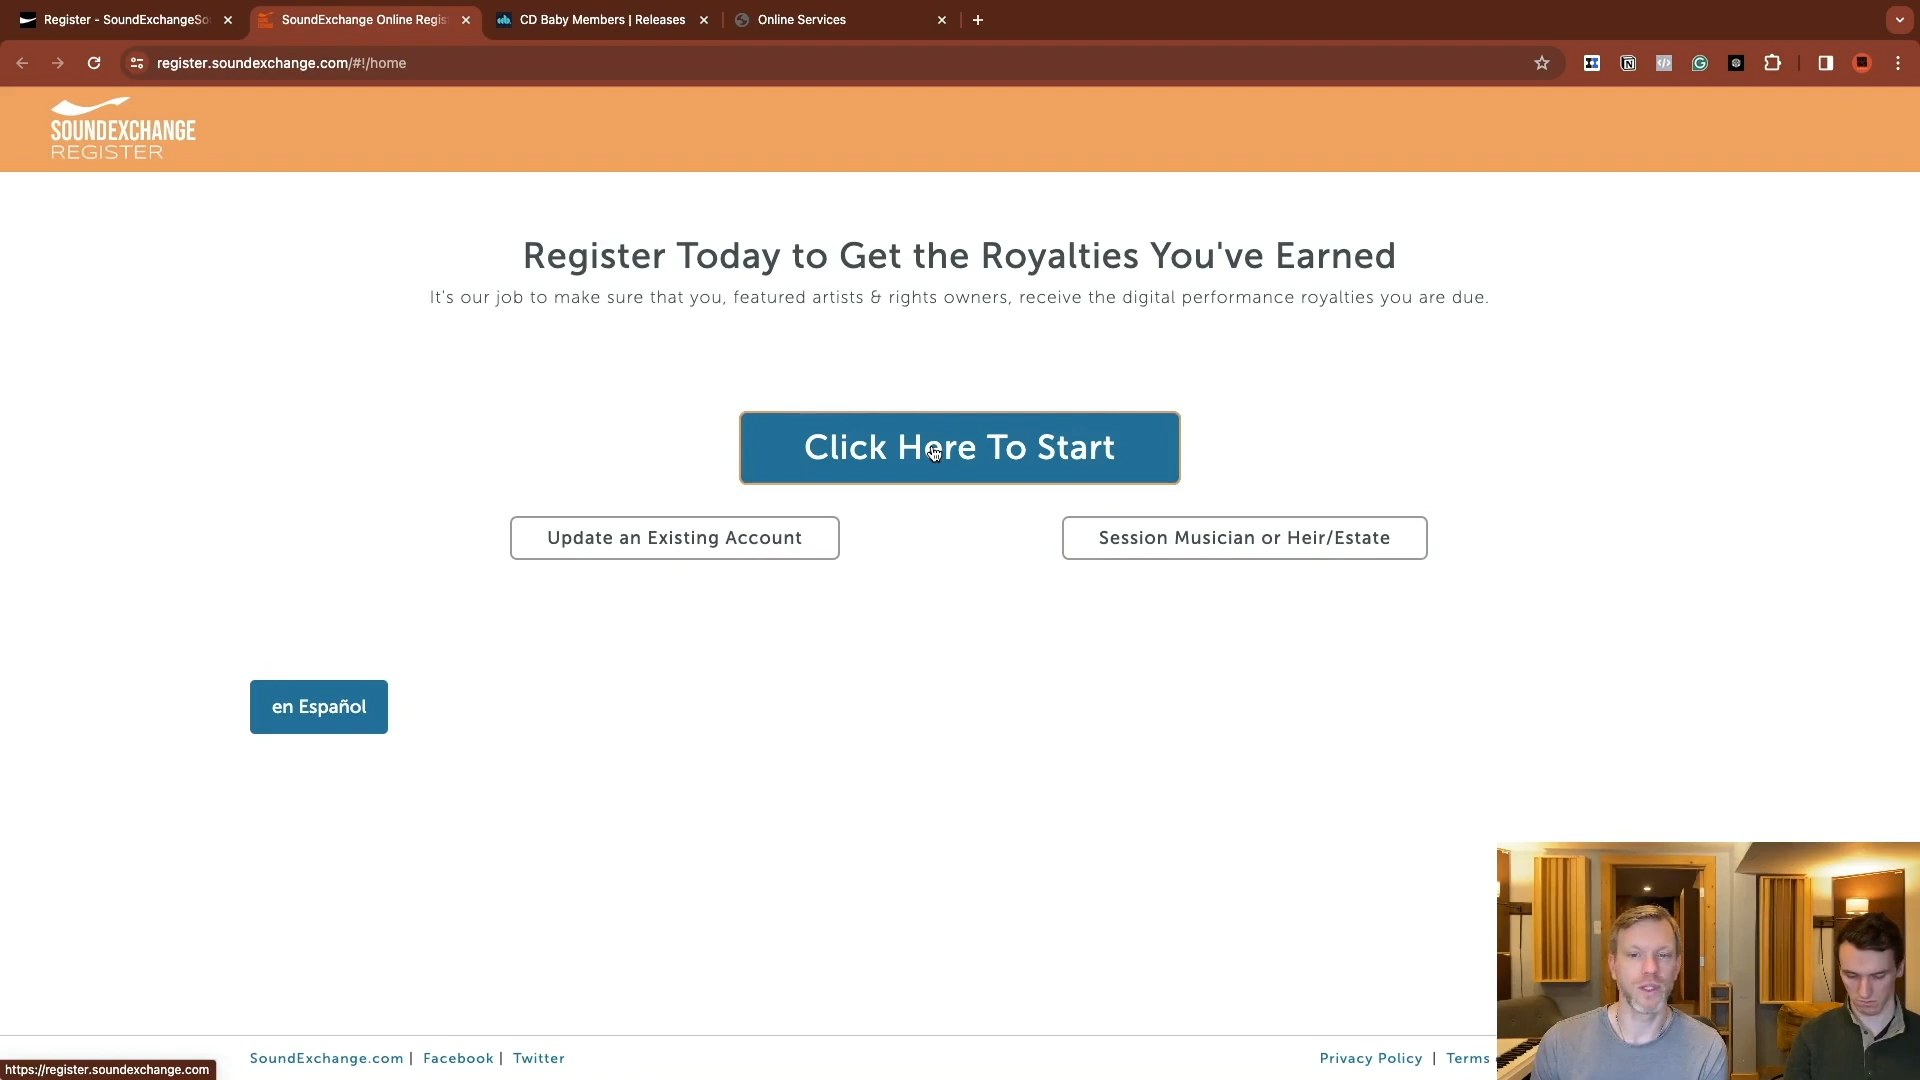 Register - SoundExchangeSo
SoundExchange Online Regis
CD Baby Members | Releases
Online Services
register.soundexchange.com/#!/home
SOUNDEXCHANGE
REGISTER
Register Today to Get the Royalties You've Earned
It's our job to make sure that you, featured artists & rights owners, receive the digital performance royalties you are due.
Click Here To Start
Update an Existing Account
Session Musician or Heir/Estate
en Español
SoundExchange.com | Facebook | Twitter
Privacy Policy | Terms
https://register.soundexchange.com